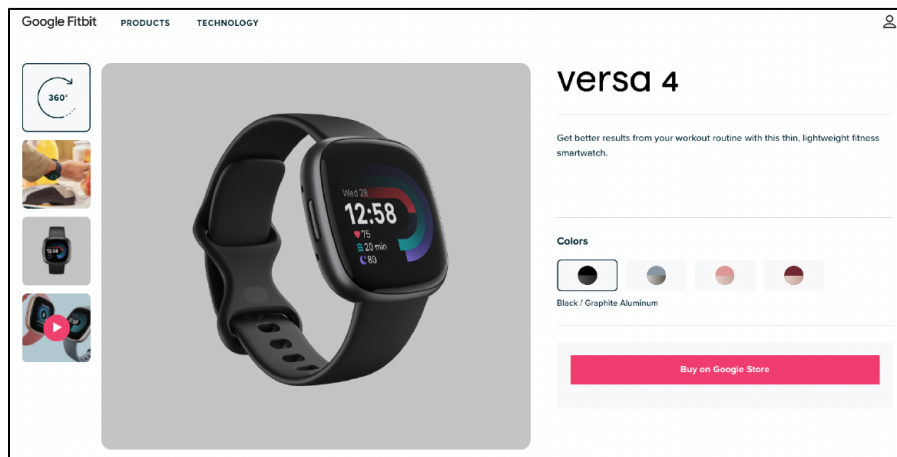 Google Fitbit
PRODUCTS
TECHNOLOGY
360°
versa 4
Get better results from your workout routine with this thin, lightweight fitness
smartwatch.
Wed 28
12:58
75
20 min
80
Colors
Black / Graphite Aluminum
Buy on Google Store